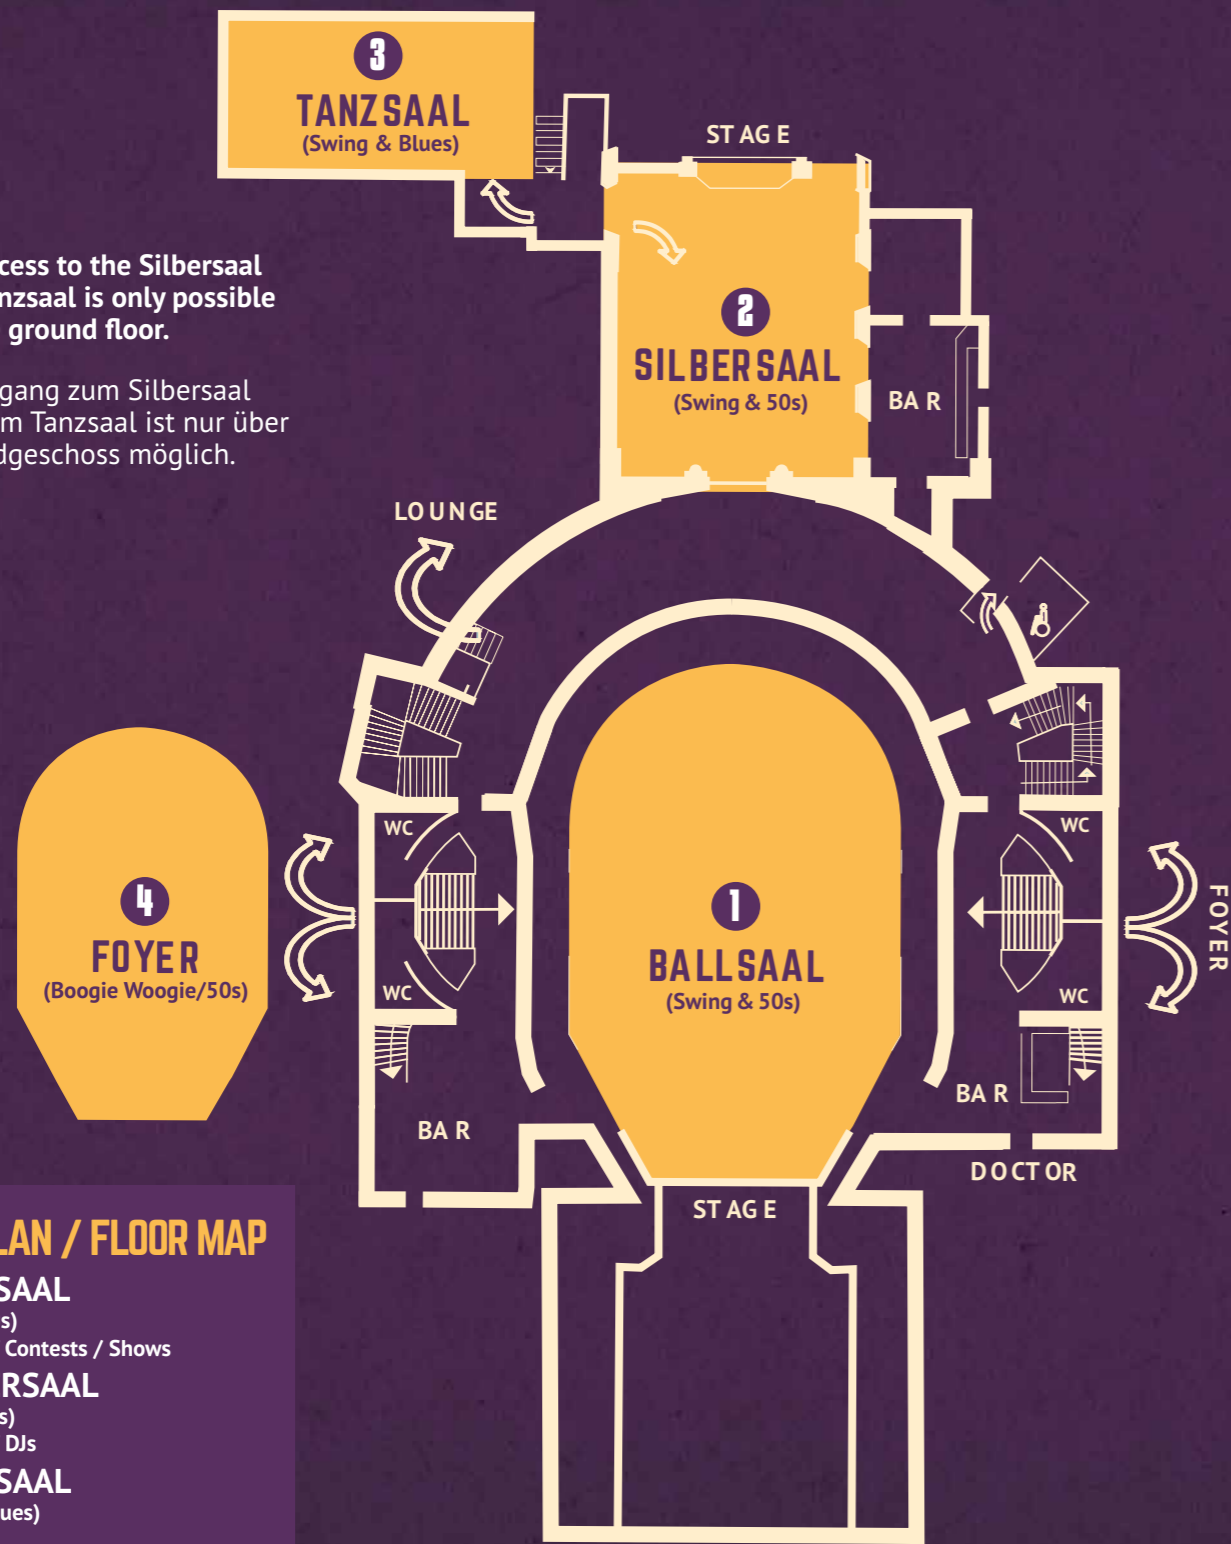 3
TANZSAAL
(Swing & Blues)
STAGE
cess to the Silbersaal
nzsaal is only possible
ground floor.
gang zum Silbersaal
m Tanzsaal ist nur über
dgeschoss möglich.
2
SILBERSAAL
(Swing & 50s)
BAR
LOUNGE
WC
WC
4
FOYER
(Boogie Woogie/50s)
1
BALLSAAL
(Swing & 50s)
FOYER
WC
WC
BAR
BAR
DOCTOR
STAGE
LAN / FLOOR MAP
SAAL
s)
Contests / Shows
RSAAL
s)
DJs
SAAL
ues)